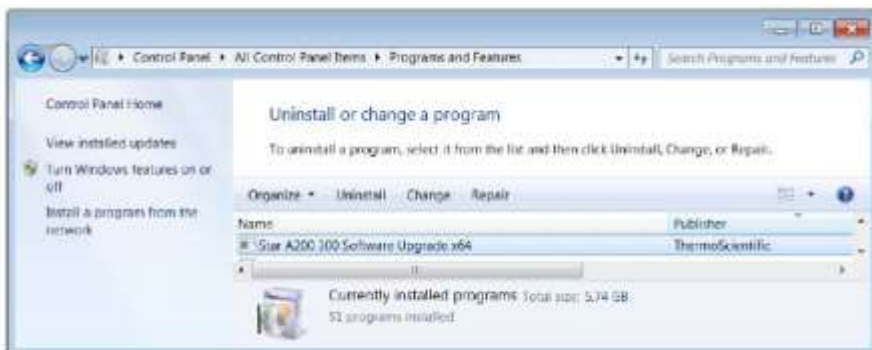 Control Panel ▸ All Control Panel Items ▸ Programs and Features
Search Programs and Features
Control Panel Home
View installed updates
Turn Windows features on or
off
Install a program from the
network
Uninstall or change a program
To uninstall a program, select it from the list and then click Uninstall, Change, or Repair.
Organize Uninstall Change Repair
Name Publisher
Star A200 300 Software Upgrade x64 ThermoScientific
Currently installed programs Total size: 5.74 GB
51 programs installed